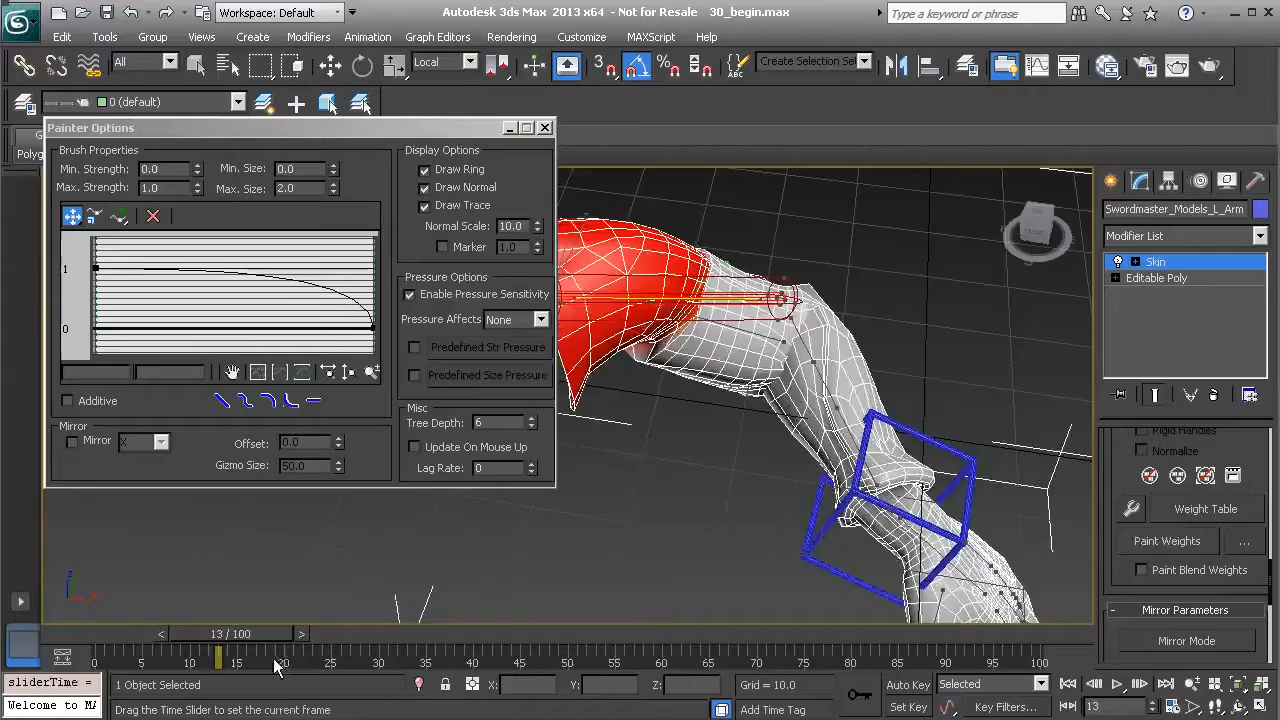 Workspace: Default
Autodesk 3ds Max 2013 x64 - Not for Resale 30_begin.max
Type a keyword or phrase
Edit Tools Group Views Create Modifiers Animation Graph Editors Rendering Customize MAXScript Help
All
Local
Create Selection Se
0 (default)
Painter Options
Brush Properties
Min. Strength: 0.0 Min. Size: 0.0
Max. Strength: 1.0 Max. Size: 2.0
1
0
Additive
Mirror
Mirror X Offset: 0.0
Gizmo Size: 50.0
Display Options
Draw Ring
Draw Normal
Draw Trace
Normal Scale: 10.0
Marker 1.0
Pressure Options
Enable Pressure Sensitivity
Pressure Affects None
Predefined Str Pressure
Predefined Size Pressure
Misc
Tree Depth: 6
Update On Mouse Up
Lag Rate: 0
Polyg
Swordmaster_Models_L_Arm
Modifier List
Skin
Editable Poly
Rigid Handles
Normalize
Weight Table
Paint Weights ...
Paint Blend Weights
- Mirror Parameters
Mirror Mode
z
x
< 13 / 100 >
0 5 10 15 20 25 30 35 40 45 50 55 60 65 70 75 80 85 90 95 100
sliderTime =
Welcome to MA
1 Object Selected
Drag the Time Slider to set the current frame
X: Y: Z:
Grid = 10.0
Add Time Tag
Auto Key Selected
Set Key Key Filters...
13